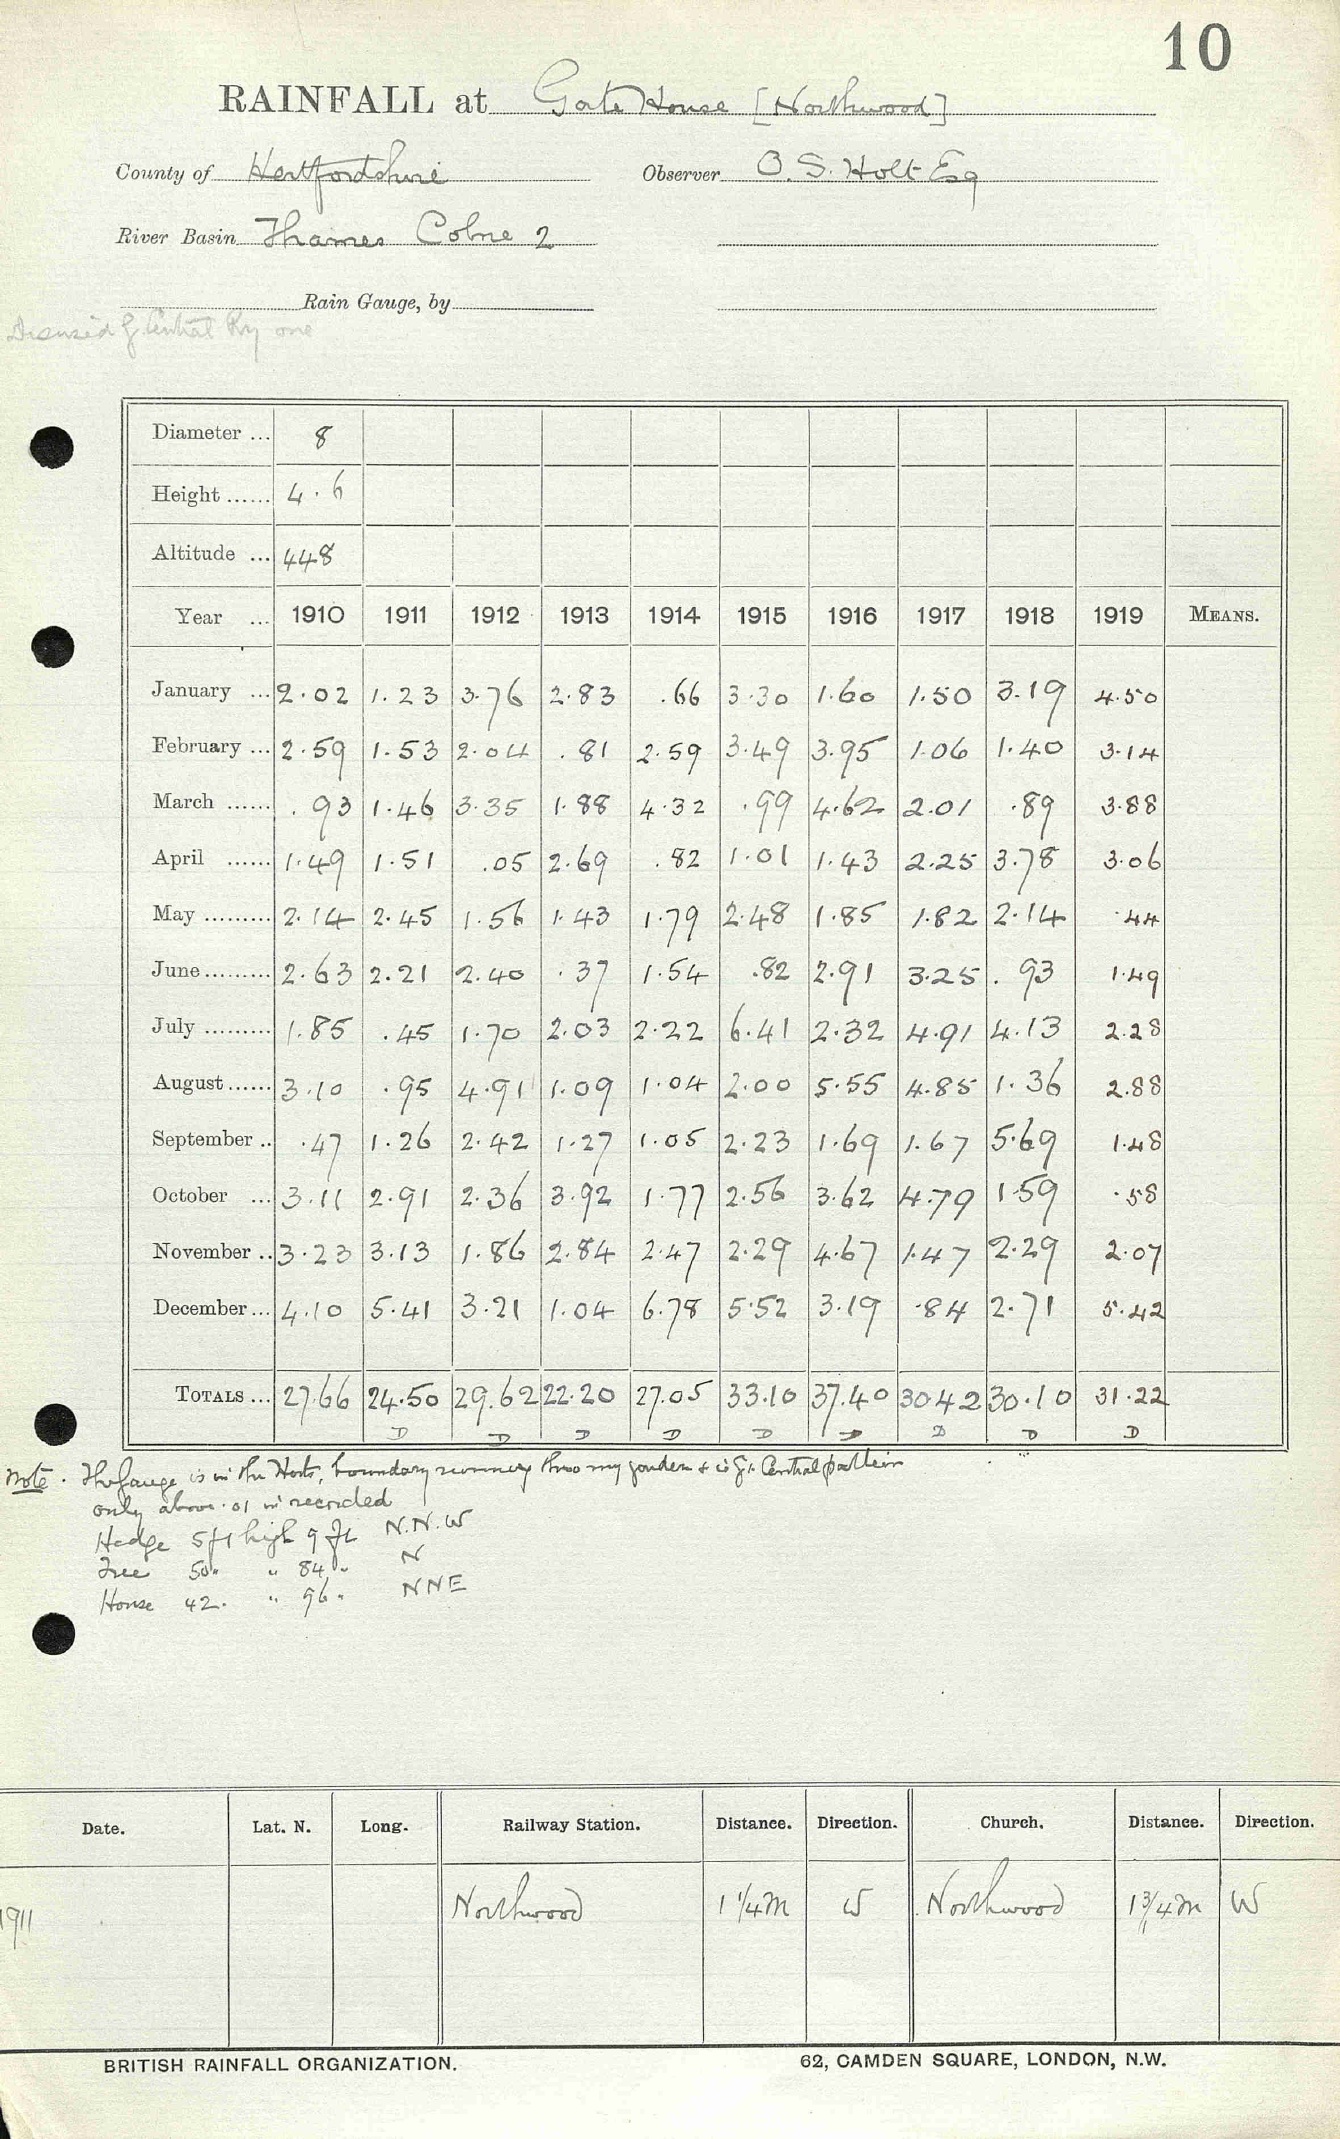 10
RAINFALL at Gate House [Northwood]
County of Hertfordshire Observer O. S. Holt Esq
River Basin Thames Colne 2
Rain Gauge, by
Diameter ... 8
Height ...... 4.6
Altitude ... 448
Year ... 1910 1911 1912 1913 1914 1915 1916 1917 1918 1919 MEANS.
January ... 2.02 1.23 3.76 2.83 .66 3.30 1.60 1.50 3.19 4.50
February ... 2.59 1.53 2.04 .81 2.59 3.49 3.95 1.06 1.40 3.14
March ...... .93 1.46 3.35 1.88 4.32 .99 4.62 2.01 .89 3.88
April ...... 1.49 1.51 .05 2.69 .82 1.01 1.43 2.25 3.78 3.06
May ......... 2.14 2.45 1.56 1.43 1.79 2.48 1.85 1.82 2.14 .44
June ......... 2.63 2.21 2.40 .37 1.54 .82 2.91 3.25 .93 1.49
July ......... 1.85 .45 1.70 2.03 2.22 6.41 2.32 4.91 4.13 2.28
August ...... 3.10 .95 4.91 1.09 1.04 2.00 5.55 4.85 1.36 2.88
September .. .47 1.26 2.42 1.27 1.05 2.23 1.69 1.67 5.69 1.48
October ... 3.11 2.91 2.36 3.92 1.77 2.56 3.62 4.79 1.59 .58
November .. 3.23 3.13 1.86 2.84 2.47 2.29 4.67 1.47 2.29 2.07
December ... 4.10 5.41 3.21 1.04 6.78 5.52 3.19 .84 2.71 5.42
TOTALS ... 27.66 24.50 29.62 22.20 27.05 33.10 37.40 30.42 30.10 31.22
D D D D D D D D D
Note. The Gauge is in the Herts, boundary running thro my garden & is Central pattern
only above .01 in recorded
Hedge 5 ft high 9 ft N.N.W
Tree 50 " " 84 " N
House 42 " " 96 " NNE
Date. Lat. N. Long. Railway Station. Distance. Direction. Church. Distance. Direction.
1911 Northwood 1 1/4 m W Northwood 1 3/4 m W
BRITISH RAINFALL ORGANIZATION. 62, CAMDEN SQUARE, LONDON, N.W.